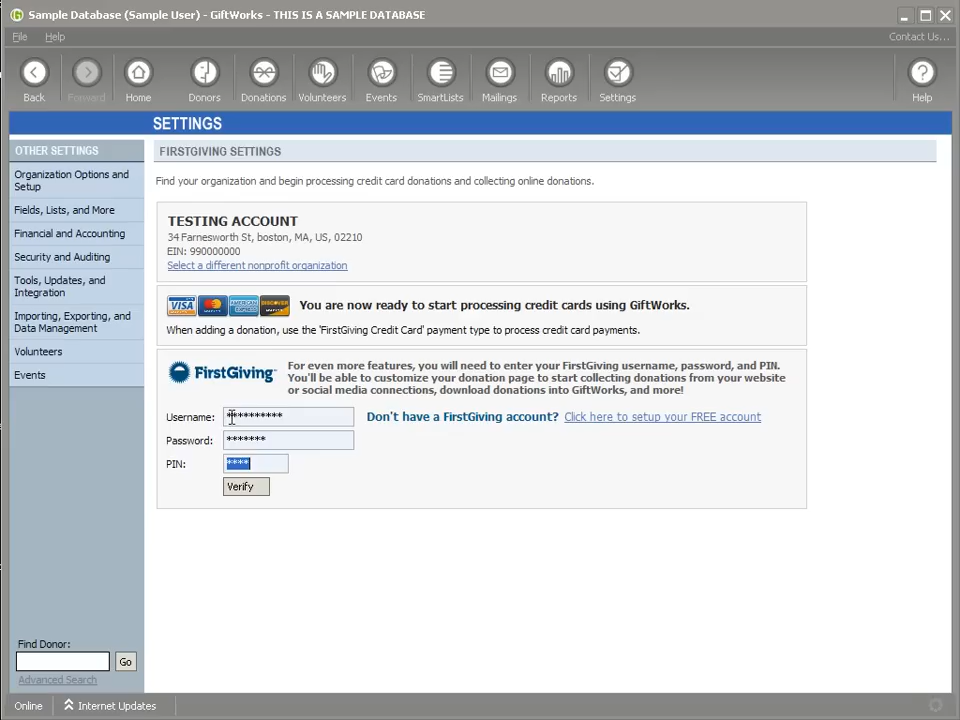 Sample Database (Sample User) - GiftWorks - THIS IS A SAMPLE DATABASE
File Help Contact Us...
Back Forward Home Donors Donations Volunteers Events SmartLists Mailings Reports Settings Help
SETTINGS
OTHER SETTINGS
Organization Options and
Setup
Fields, Lists, and More
Financial and Accounting
Security and Auditing
Tools, Updates, and
Integration
Importing, Exporting, and
Data Management
Volunteers
Events
FIRSTGIVING SETTINGS
Find your organization and begin processing credit card donations and collecting online donations.
TESTING ACCOUNT
34 Farnesworth St, boston, MA, US, 02210
EIN: 990000000
Select a different nonprofit organization
VISA MasterCard AMERICAN EXPRESS DISCOVER You are now ready to start processing credit cards using GiftWorks.
When adding a donation, use the 'FirstGiving Credit Card' payment type to process credit card payments.
FirstGiving
For even more features, you will need to enter your FirstGiving username, password, and PIN.
You'll be able to customize your donation page to start collecting donations from your website
or social media connections, download donations into GiftWorks, and more!
Username: *********** Don't have a FirstGiving account? Click here to setup your FREE account
Password: *******
PIN: ****
Verify
Find Donor:
Go
Advanced Search
Online Internet Updates